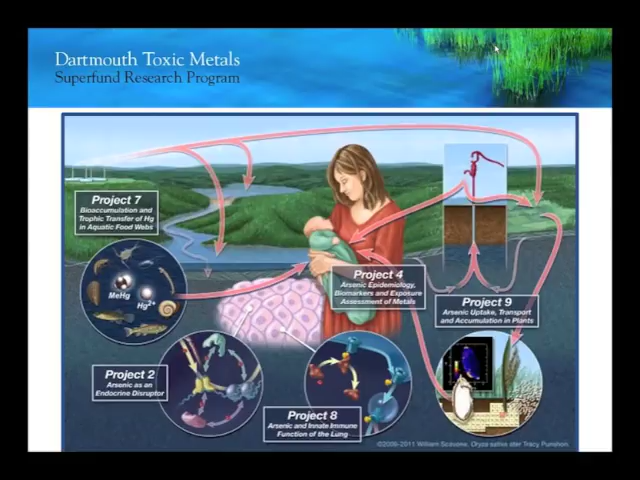 Dartmouth Toxic Metals
Superfund Research Program
Project 7
Bioaccumulation and
Trophic Transfer of Hg
in Aquatic Food Webs
MeHg
Hg2+
Project 4
Arsenic Epidemiology,
Biomarkers and Exposure
Assessment of Metals
Project 9
Arsenic Uptake, Transport
and Accumulation in Plants
Project 2
Arsenic as an
Endocrine Disruptor
Project 8
Arsenic and Innate Immune
Function of the Lung
©2006-2011 William Scavone. Oryza sativa after Tracy Punshon.